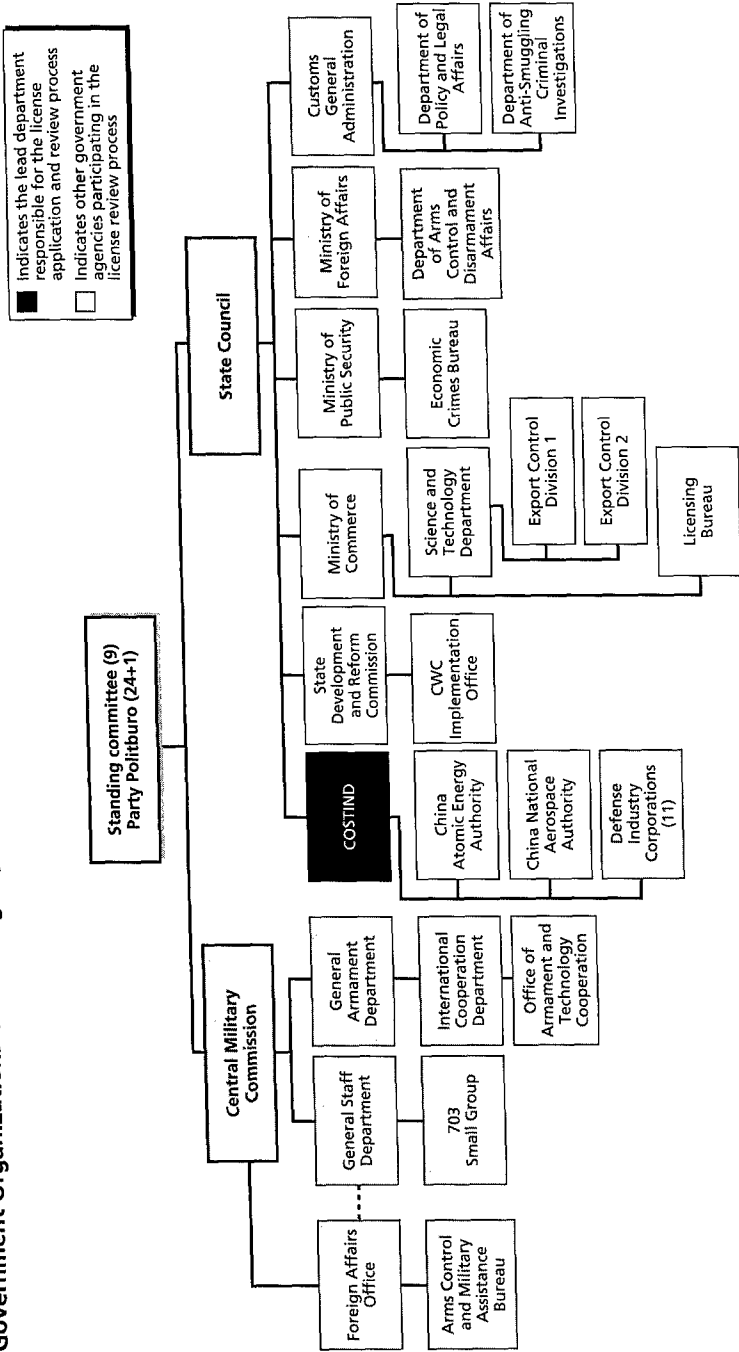 Government Organizations
Indicates the lead department
responsible for the license
application and review process
Indicates other government
agencies participating in the
license review process
Standing committee (9)
Party Politburo (24+1)
Central Military
Commission
State Council
Foreign Affairs
Office
General Staff
Department
General
Armament
Department
COSTIND
State
Development
and Reform
Commission
Ministry of
Commerce
Ministry of
Public Security
Ministry of
Foreign Affairs
Customs
General
Administration
Arms Control
and Military
Assistance
Bureau
703
Small Group
International
Cooperation
Department
Office of
Armament and
Technology
Cooperation
China
Atomic Energy
Authority
China National
Aerospace
Authority
Defense
Industry
Corporations
(11)
CWC
Implementation
Office
Science and
Technology
Department
Export Control
Division 1
Export Control
Division 2
Licensing
Bureau
Economic
Crimes Bureau
Department
of Arms
Control and
Disarmament
Affairs
Department of
Policy and Legal
Affairs
Department of
Anti-Smuggling
Criminal
Investigations